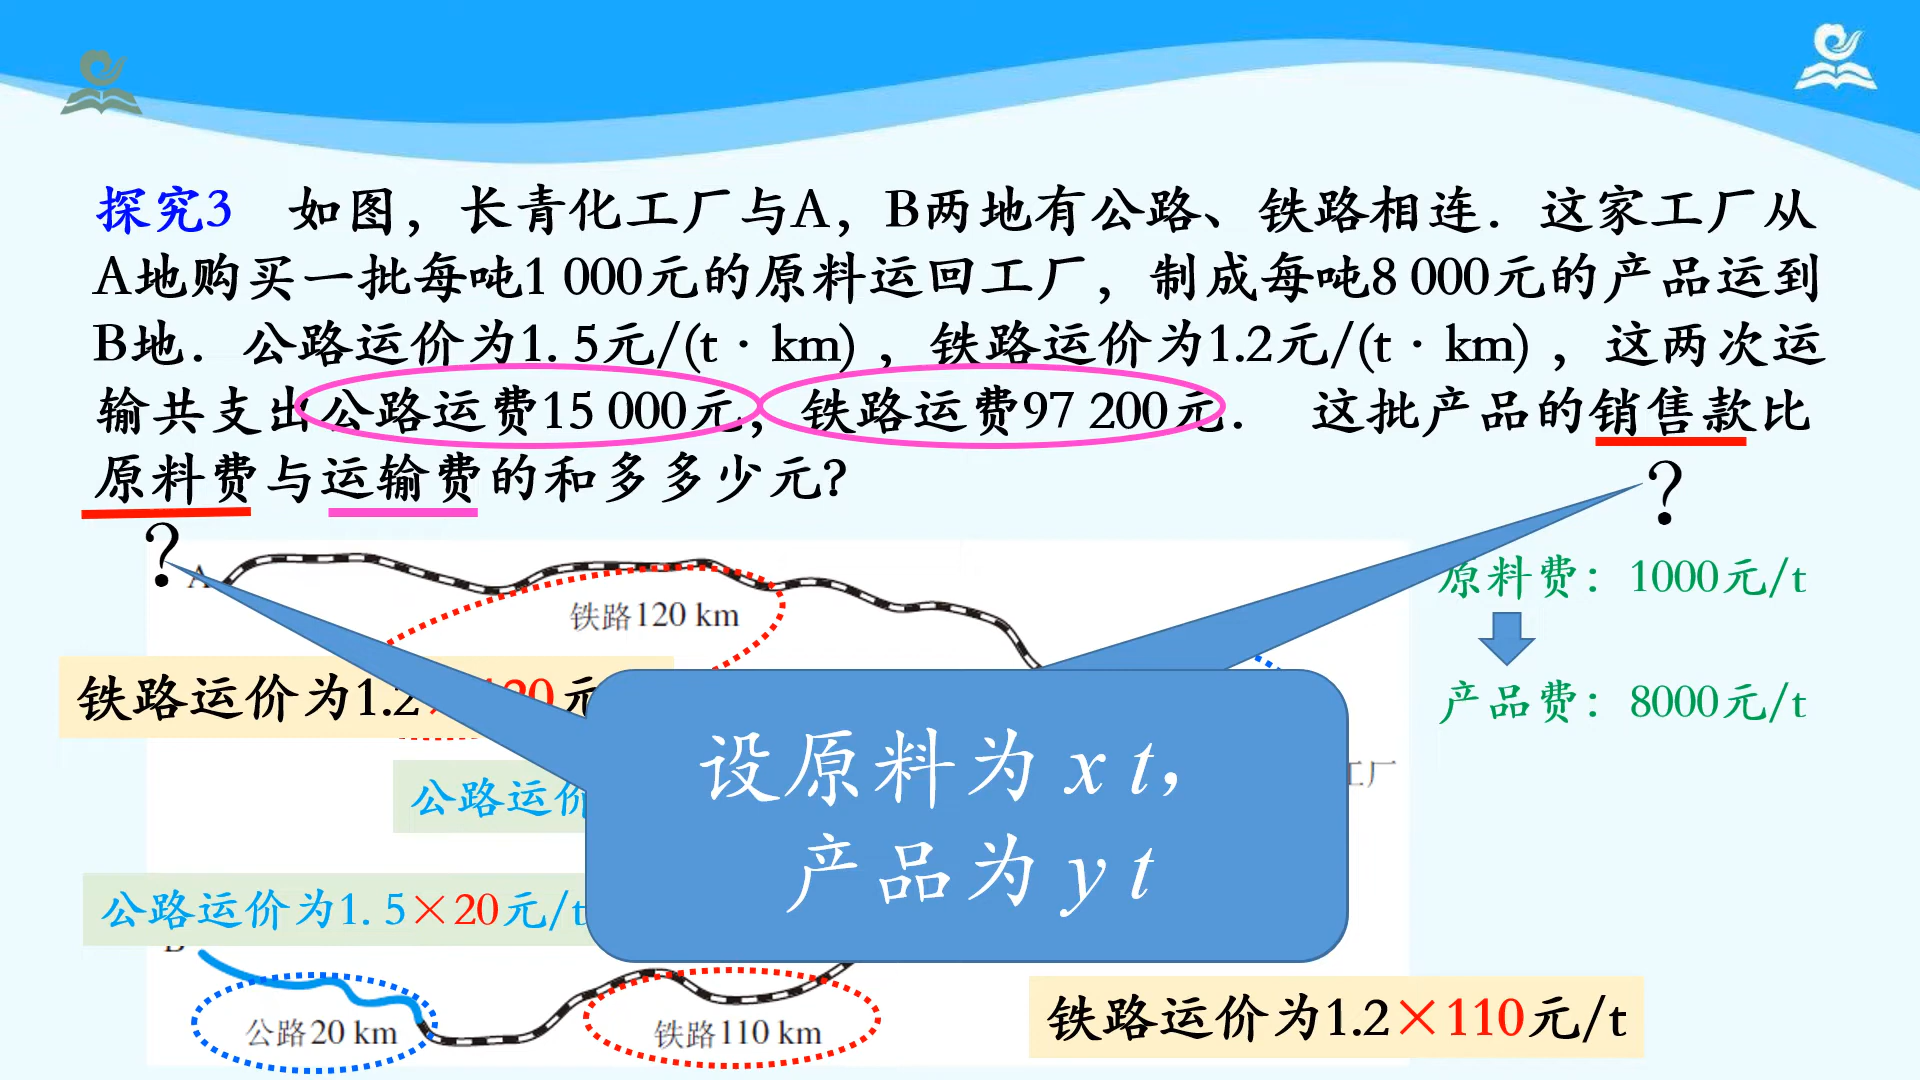 探究3 如图，长青化工厂与A，B两地有公路、铁路相连．这家工厂从
A地购买一批每吨1 000元的原料运回工厂，制成每吨8 000元的产品运到
B地．公路运价为1. 5元/(t · km)，铁路运价为1.2元/(t · km)，这两次运
输共支出公路运费15 000元，铁路运费97 200元． 这批产品的销售款比
原料费与运输费的和多多少元？
?
?
A
铁路120 km
原料费：1000元/t
铁路运价为1.2×120元
产品费：8000元/t
设原料为 x t，
产品为 y t
工厂
公路运价
公路运价为1. 5×20元/t
B
公路20 km
铁路110 km
铁路运价为1.2×110元/t